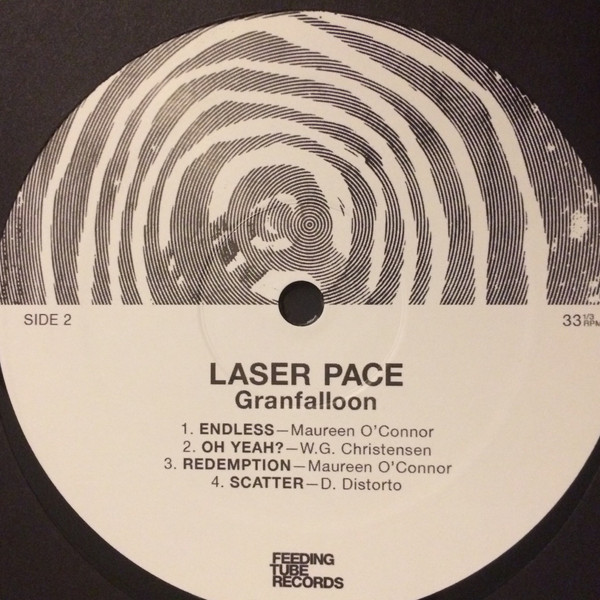 SIDE 2
33 1/3 RPM
LASER PACE
Granfalloon
1. ENDLESS—Maureen O'Connor
2. OH YEAH?—W.G. Christensen
3. REDEMPTION—Maureen O'Connor
4. SCATTER—D. Distorto
FEEDING
TUBE
RECORDS